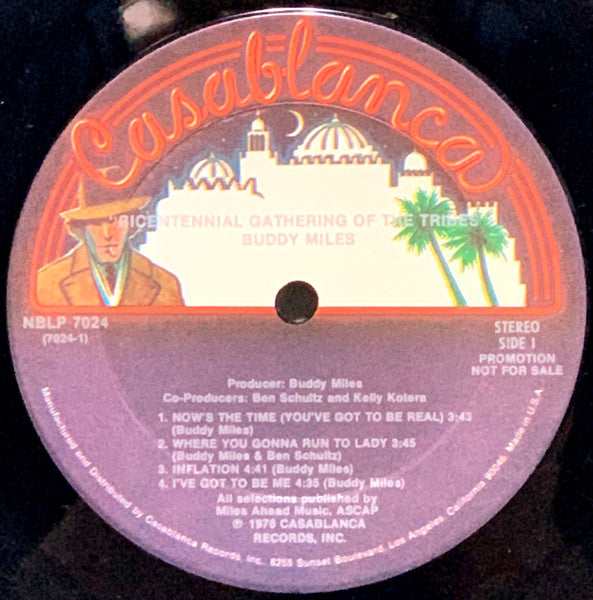 Casablanca
BICENTENNIAL GATHERING OF THE TRIBES
BUDDY MILES
NBLP 7024
(7024-1)
STEREO
SIDE 1
PROMOTION
NOT FOR SALE
Producer: Buddy Miles
Co-Producers: Ben Schultz and Kelly Kotera
1. NOW'S THE TIME (YOU'VE GOT TO BE REAL) 3:43
(Buddy Miles)
2. WHERE YOU GONNA RUN TO LADY 3:45
(Buddy Miles & Ben Schultz)
3. INFLATION 4:41 (Buddy Miles)
4. I'VE GOT TO BE ME 4:35 (Buddy Miles)
All selections published by
Miles Ahead Music, ASCAP
℗ 1976 CASABLANCA
RECORDS, INC.
Manufactured and Distributed by Casablanca Records, Inc., 8255 Sunset Boulevard, Los Angeles, California 90046. Made in U.S.A.